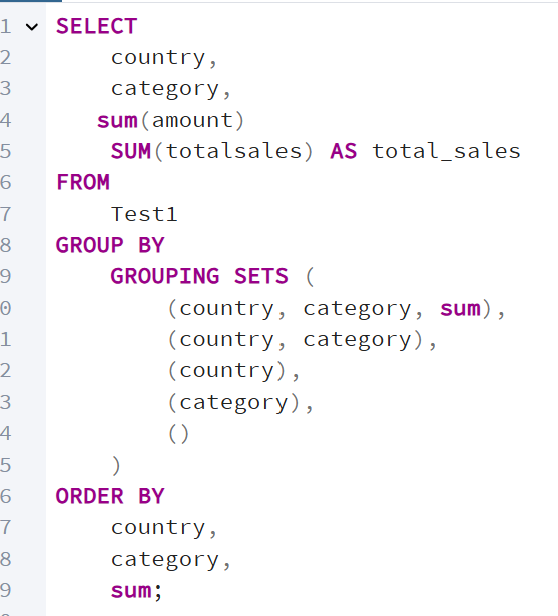 1 SELECT
2 country,
3 category,
4 sum(amount)
5 SUM(totalsales) AS total_sales
6 FROM
7 Test1
8 GROUP BY
9 GROUPING SETS (
0 (country, category, sum),
1 (country, category),
2 (country),
3 (category),
4 ()
5 )
6 ORDER BY
7 country,
8 category,
9 sum;